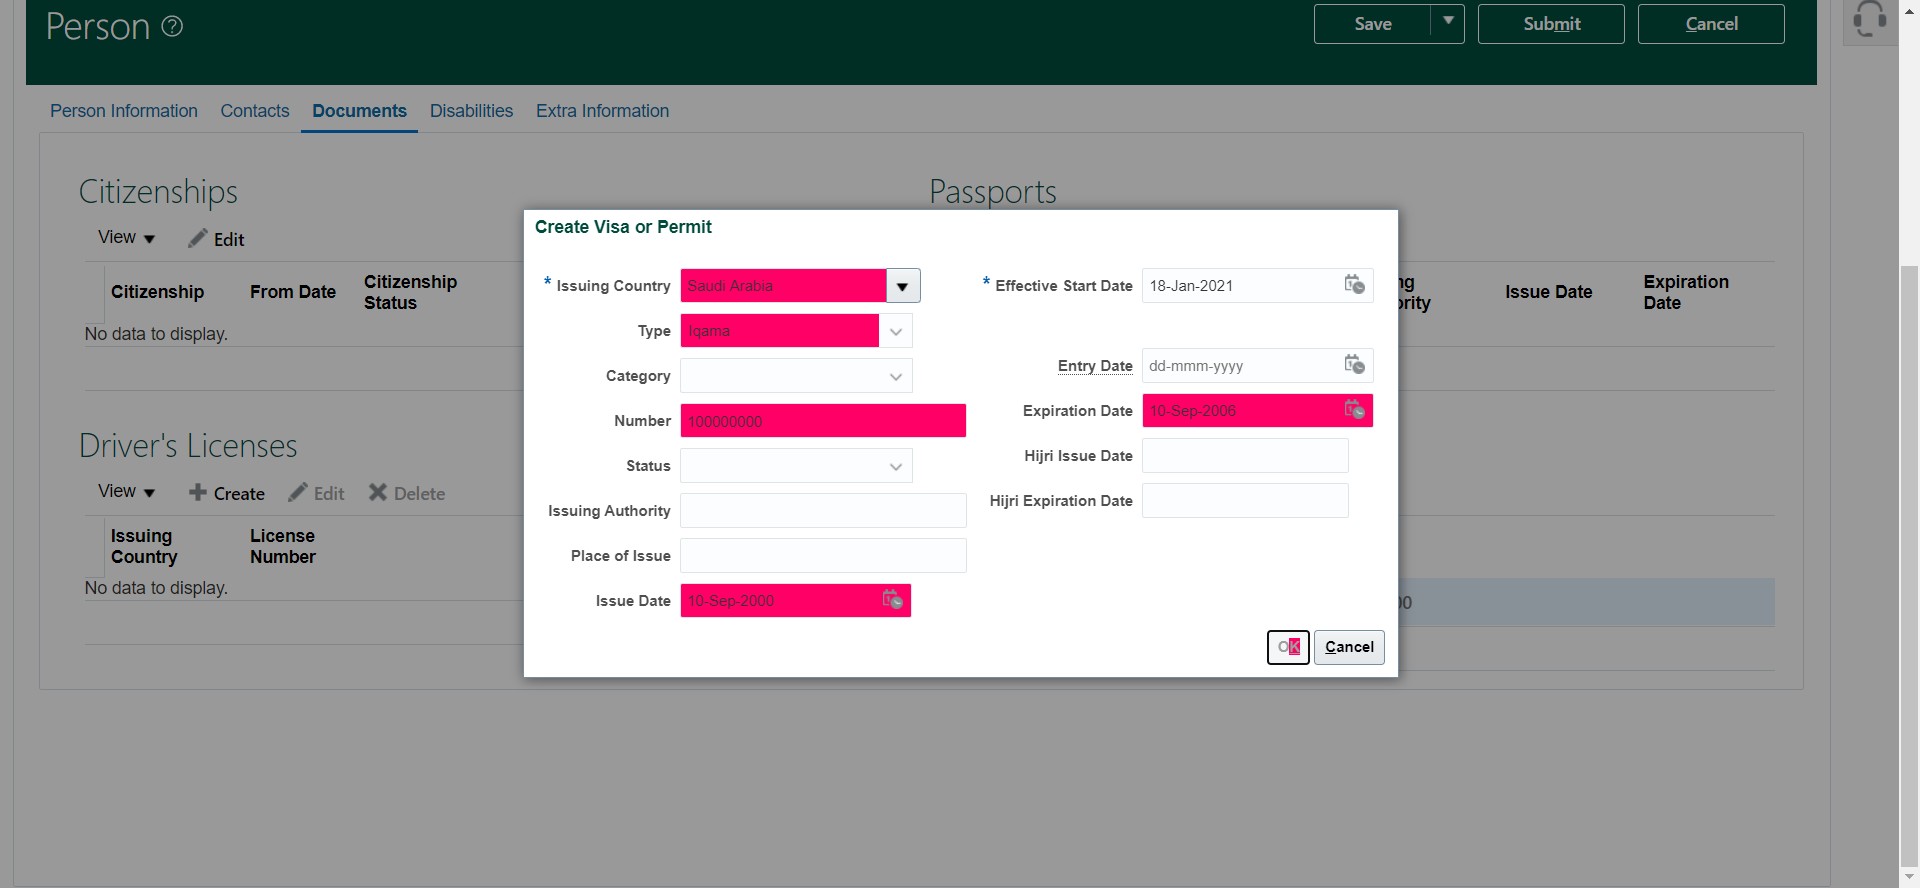 Person ?
Save
Submit
Cancel
Person Information Contacts Documents Disabilities Extra Information
Citizenships
View Edit
Citizenship From Date Citizenship Status
No data to display.
Passports
ng
ority Issue Date Expiration Date
Driver's Licenses
View Create Edit Delete
Issuing Country License Number
No data to display.
00
Create Visa or Permit
* Issuing Country Saudi Arabia
Type Iqama
Category
Number 100000000
Status
Issuing Authority
Place of Issue
Issue Date 10-Sep-2000
* Effective Start Date 18-Jan-2021
Entry Date dd-mmm-yyyy
Expiration Date 10-Sep-2006
Hijri Issue Date
Hijri Expiration Date
OK Cancel